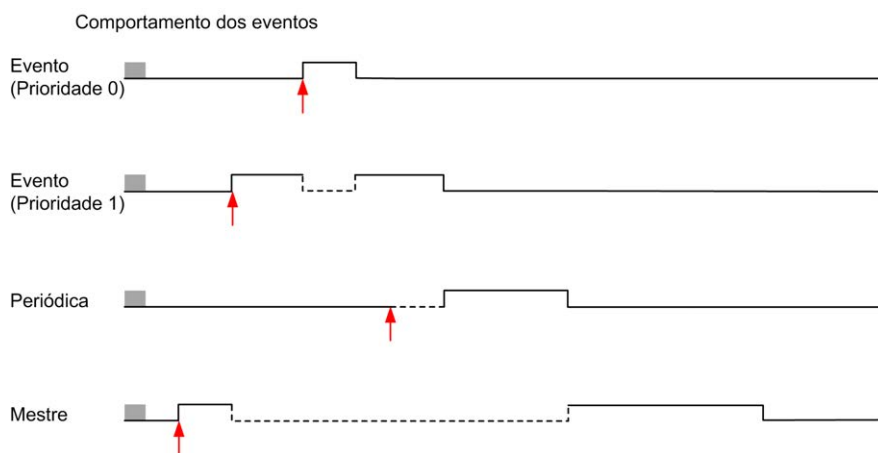 Comportamento dos eventos
Evento
(Prioridade 0)
Evento
(Prioridade 1)
Periódica
Mestre